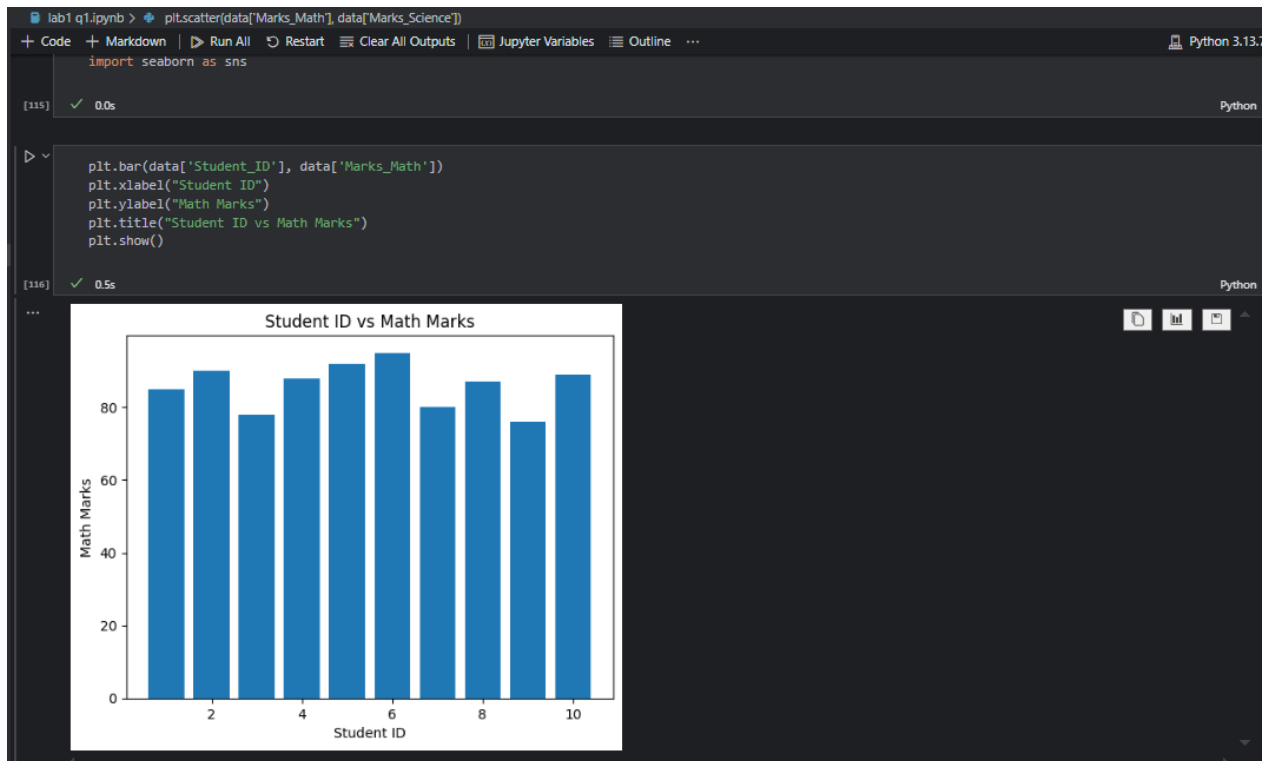 lab1 q1.ipynb > plt.scatter(data['Marks_Math'], data['Marks_Science'])
+ Code + Markdown | Run All Restart Clear All Outputs | Jupyter Variables Outline ... Python 3.13.7
import seaborn as sns
[115] ✓ 0.0s Python
plt.bar(data['Student_ID'], data['Marks_Math'])
plt.xlabel("Student ID")
plt.ylabel("Math Marks")
plt.title("Student ID vs Math Marks")
plt.show()
[116] ✓ 0.5s Python
...
Student ID vs Math Marks
80
60
40
20
0
Math Marks
2 4 6 8 10
Student ID